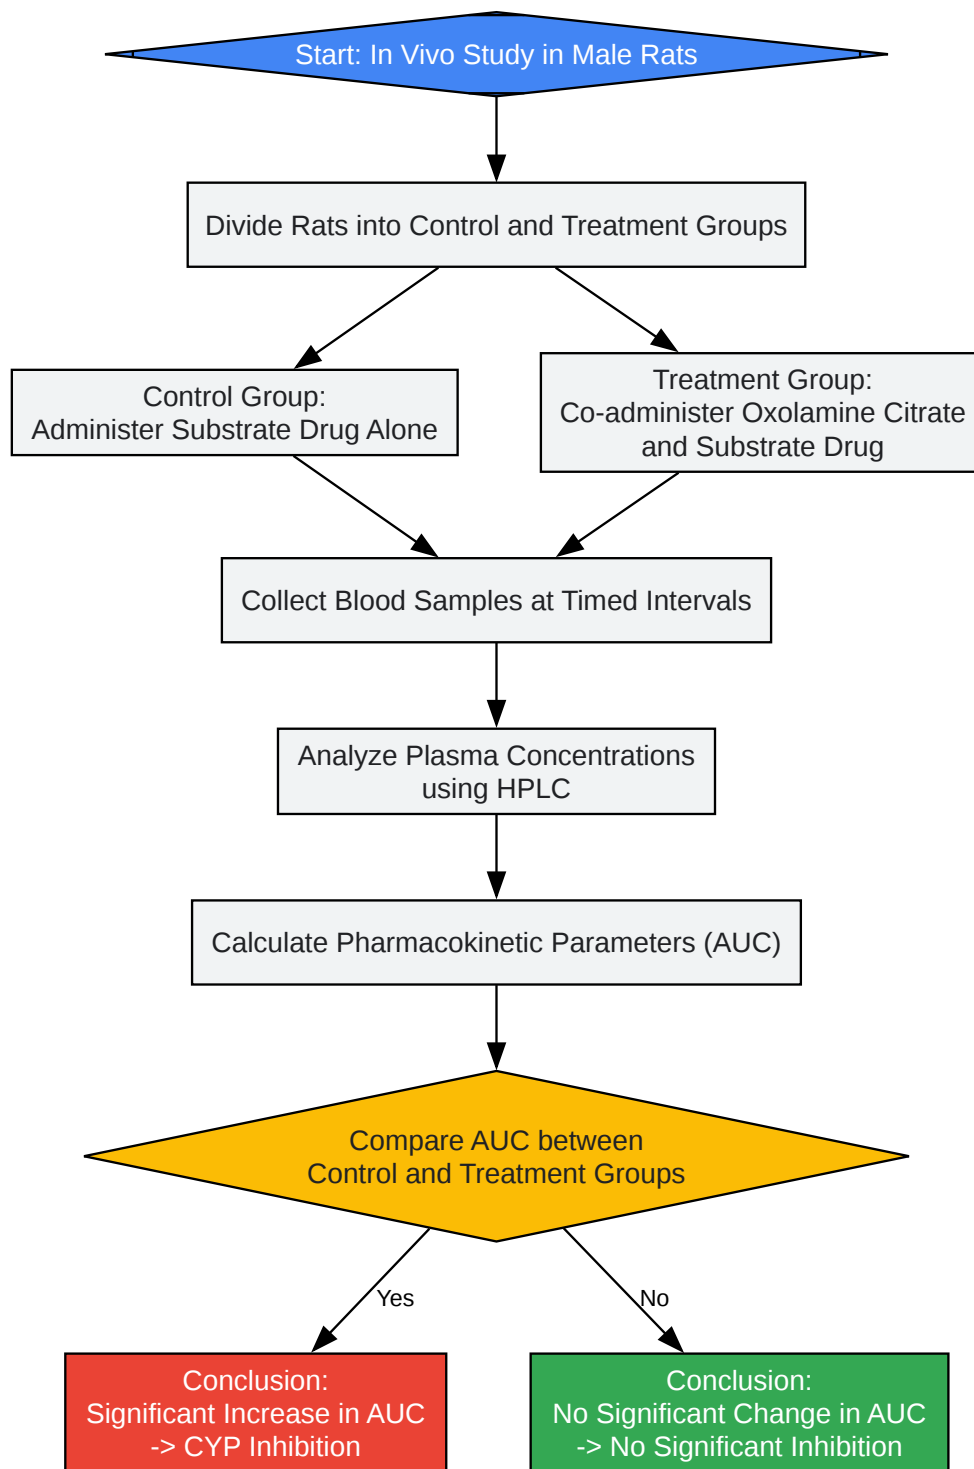 Start: In Vivo Study in Male Rats
Divide Rats into Control and Treatment Groups
Control Group:
Administer Substrate Drug Alone
Treatment Group:
Co-administer Oxolamine Citrate
and Substrate Drug
Collect Blood Samples at Timed Intervals
Analyze Plasma Concentrations
using HPLC
Calculate Pharmacokinetic Parameters (AUC)
Compare AUC between
Control and Treatment Groups
Yes
No
Conclusion:
Significant Increase in AUC
-> CYP Inhibition
Conclusion:
No Significant Change in AUC
-> No Significant Inhibition